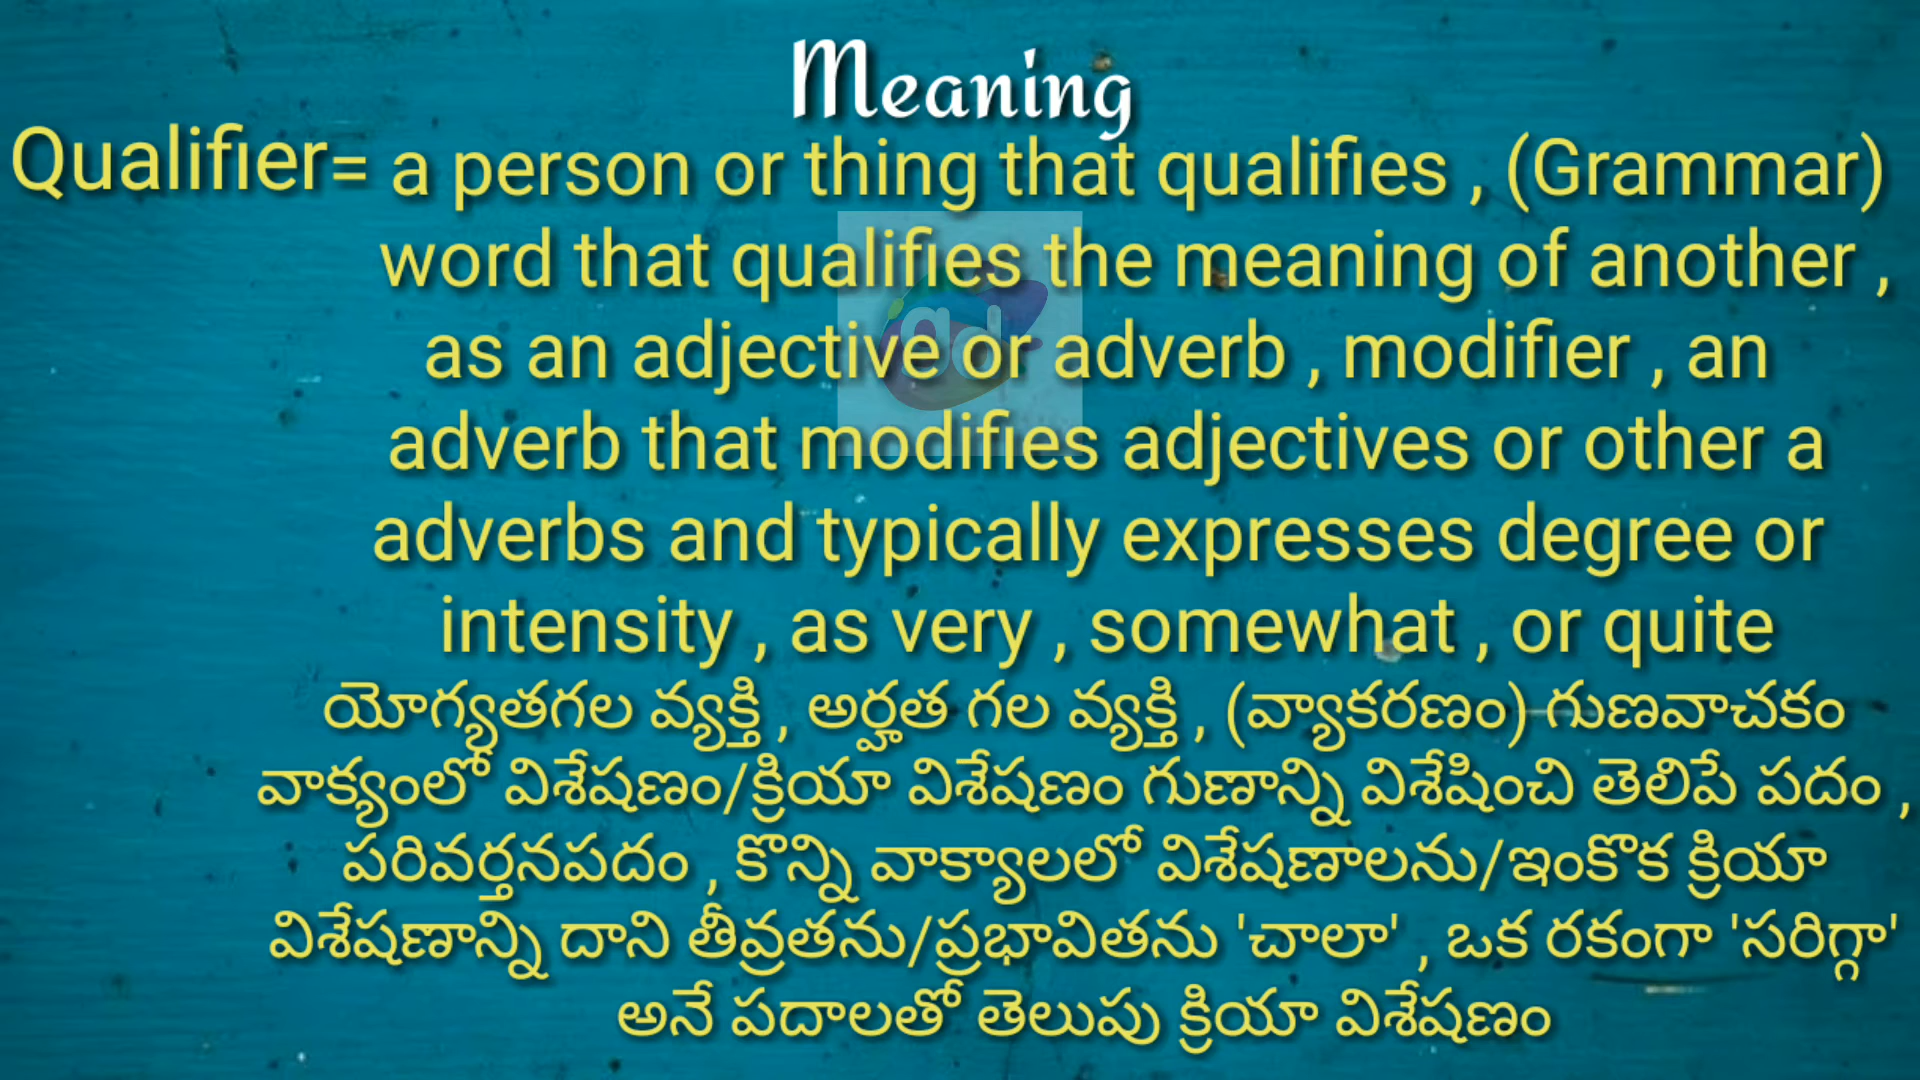 Meaning
Qualifier= a person or thing that qualifies , (Grammar)
word that qualifies the meaning of another ,
as an adjective or adverb , modifier , an
adverb that modifies adjectives or other a
adverbs and typically expresses degree or
intensity , as very , somewhat , or quite
యోగ్యతగల వ్యక్తి , అర్హత గల వ్యక్తి , (వ్యాకరణం) గుణవాచకం
వాక్యంలో విశేషణం/క్రియా విశేషణం గుణాన్ని విశేషించి తెలిపే పదం ,
పరివర్తనపదం , కొన్ని వాక్యాలలో విశేషణాలను/ఇంకొక క్రియా
విశేషణాన్ని దాని తీవ్రతను/ప్రభావితను 'చాలా' , ఒక రకంగా 'సరిగ్గా'
అనే పదాలతో తెలుపు క్రియా విశేషణం
ad